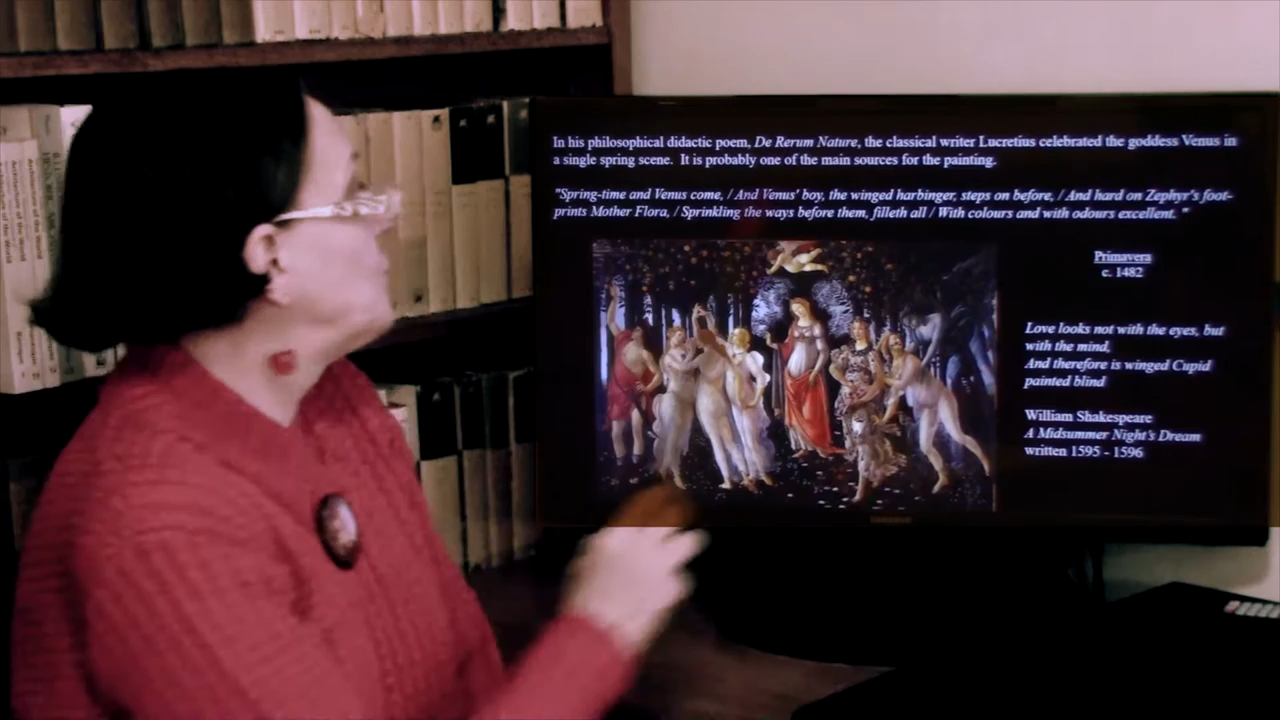 In his philosophical didactic poem, De Rerum Nature, the classical writer Lucretius celebrated the goddess Venus in
a single spring scene. It is probably one of the main sources for the painting.
"Spring-time and Venus come, / And Venus' boy, the winged harbinger, steps on before, / And hard on Zephyr's foot-
prints Mother Flora, / Sprinkling the ways before them, filleth all / With colours and with odours excellent. "
Primavera
c. 1482
Love looks not with the eyes, but
with the mind,
And therefore is winged Cupid
painted blind
William Shakespeare
A Midsummer Night's Dream
written 1595 - 1596